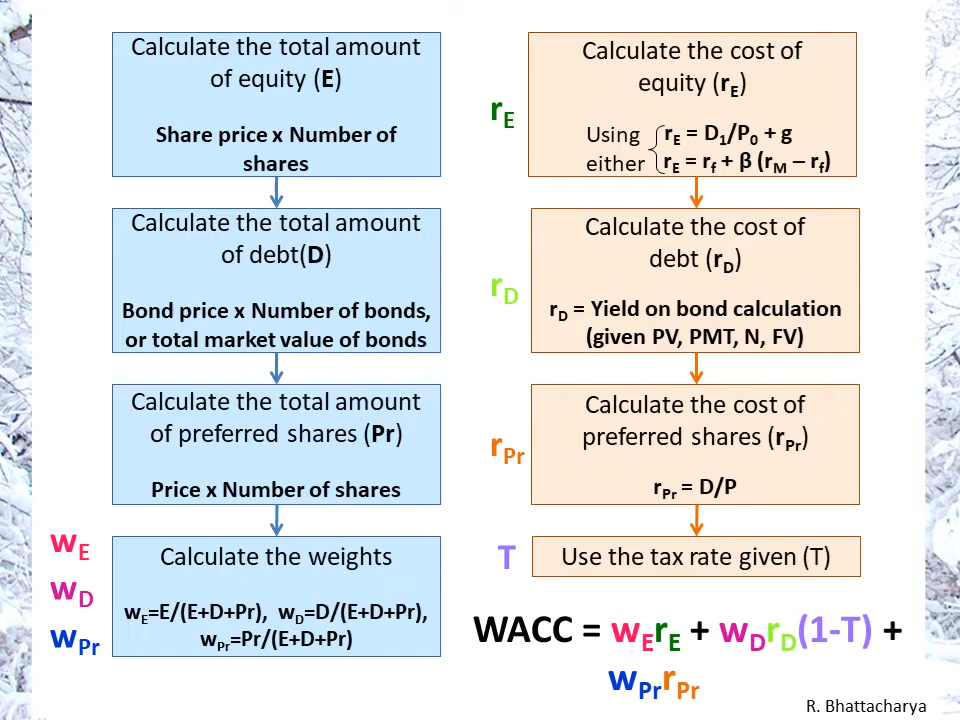 Calculate the total amount
of equity (E)
Share price x Number of
shares
Calculate the total amount
of debt(D)
Bond price x Number of bonds,
or total market value of bonds
Calculate the total amount
of preferred shares (Pr)
Price x Number of shares
wE
wD
wPr
Calculate the weights
wE=E/(E+D+Pr), wD=D/(E+D+Pr),
wPr=Pr/(E+D+Pr)
rE
Calculate the cost of
equity (rE)
Using
either
rE = D1/P0 + g
rE = rf + β (rM – rf)
rD
Calculate the cost of
debt (rD)
rD = Yield on bond calculation
(given PV, PMT, N, FV)
rPr
Calculate the cost of
preferred shares (rPr)
rPr = D/P
T
Use the tax rate given (T)
WACC = wErE + wDrD(1-T) +
wPrrPr
R. Bhattacharya